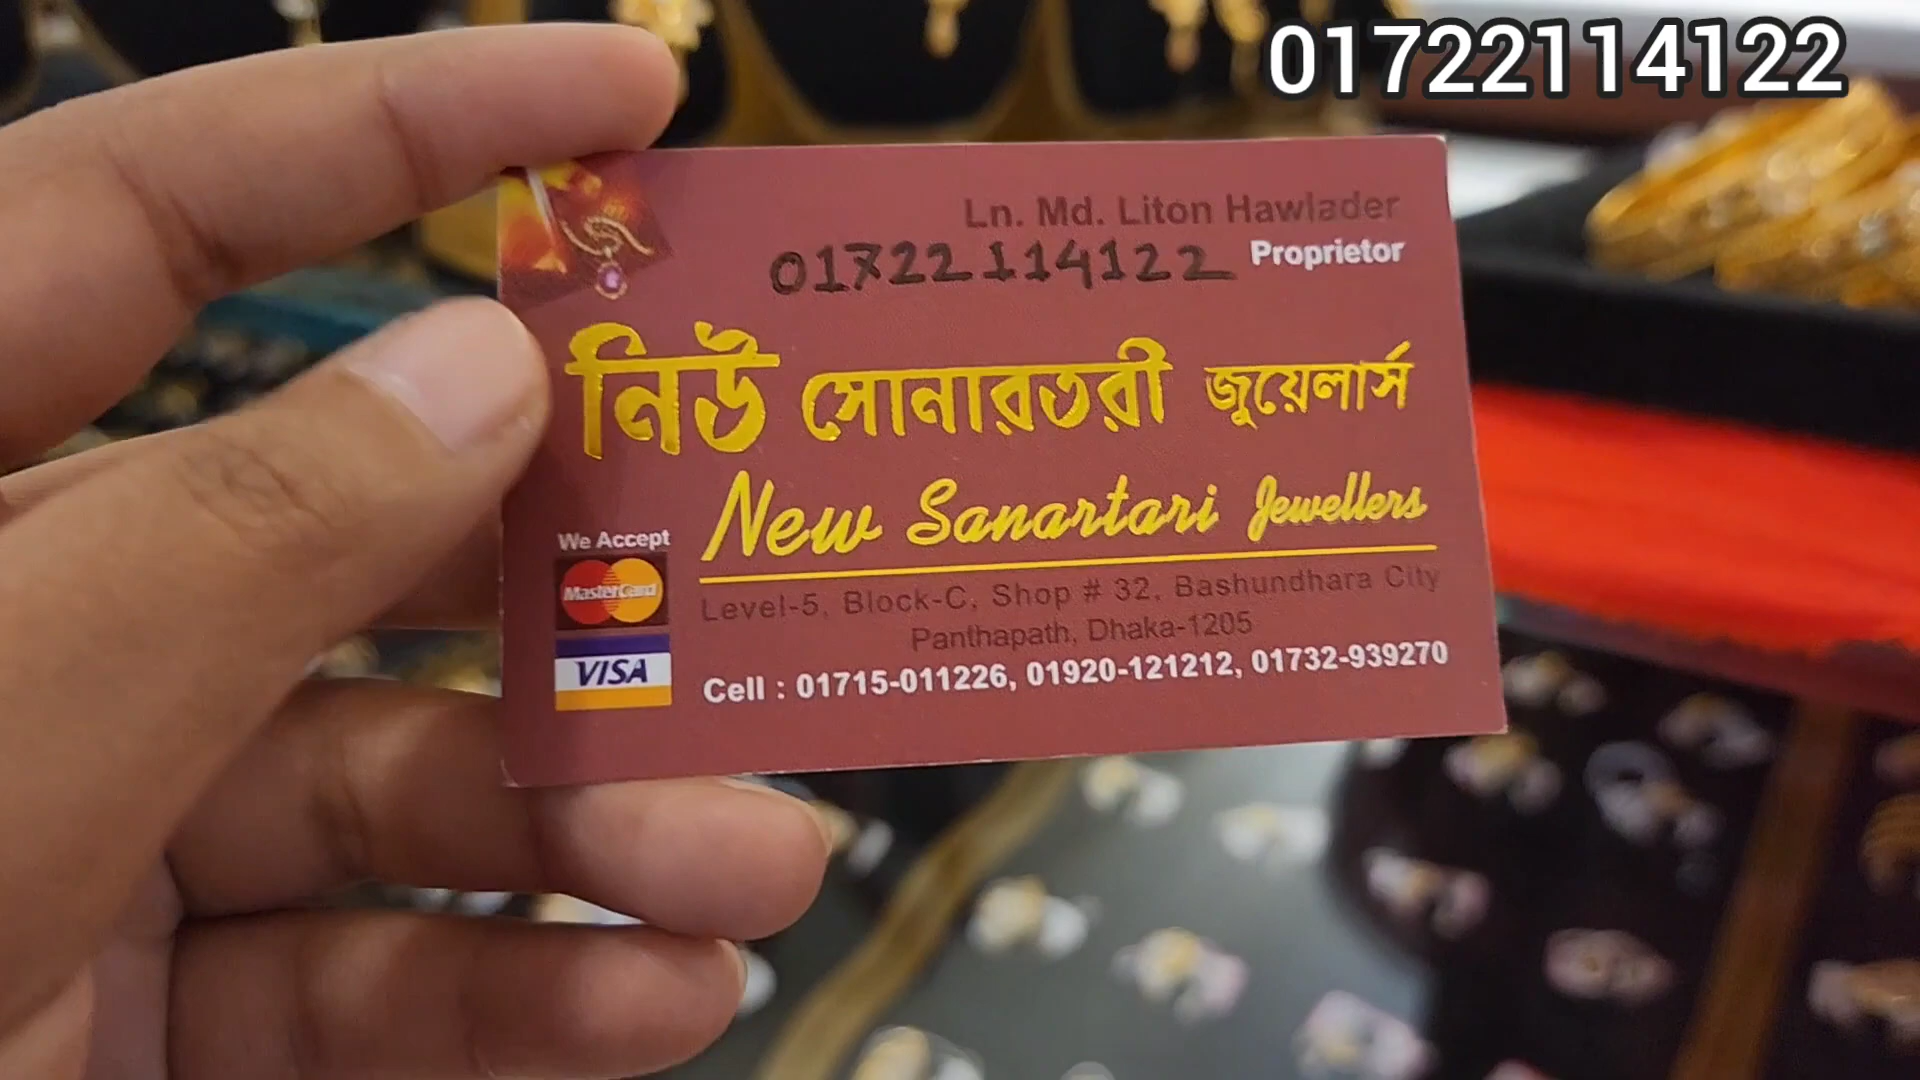 01722114122
Ln. Md. Liton Hawlader
01722114122 Proprietor
নিউ সোনারতরী জুয়েলার্স
New Sanartari Jewellers
We Accept
MasterCard
VISA
Level-5, Block-C, Shop # 32, Bashundhara City
Panthapath, Dhaka-1205
Cell : 01715-011226, 01920-121212, 01732-939270